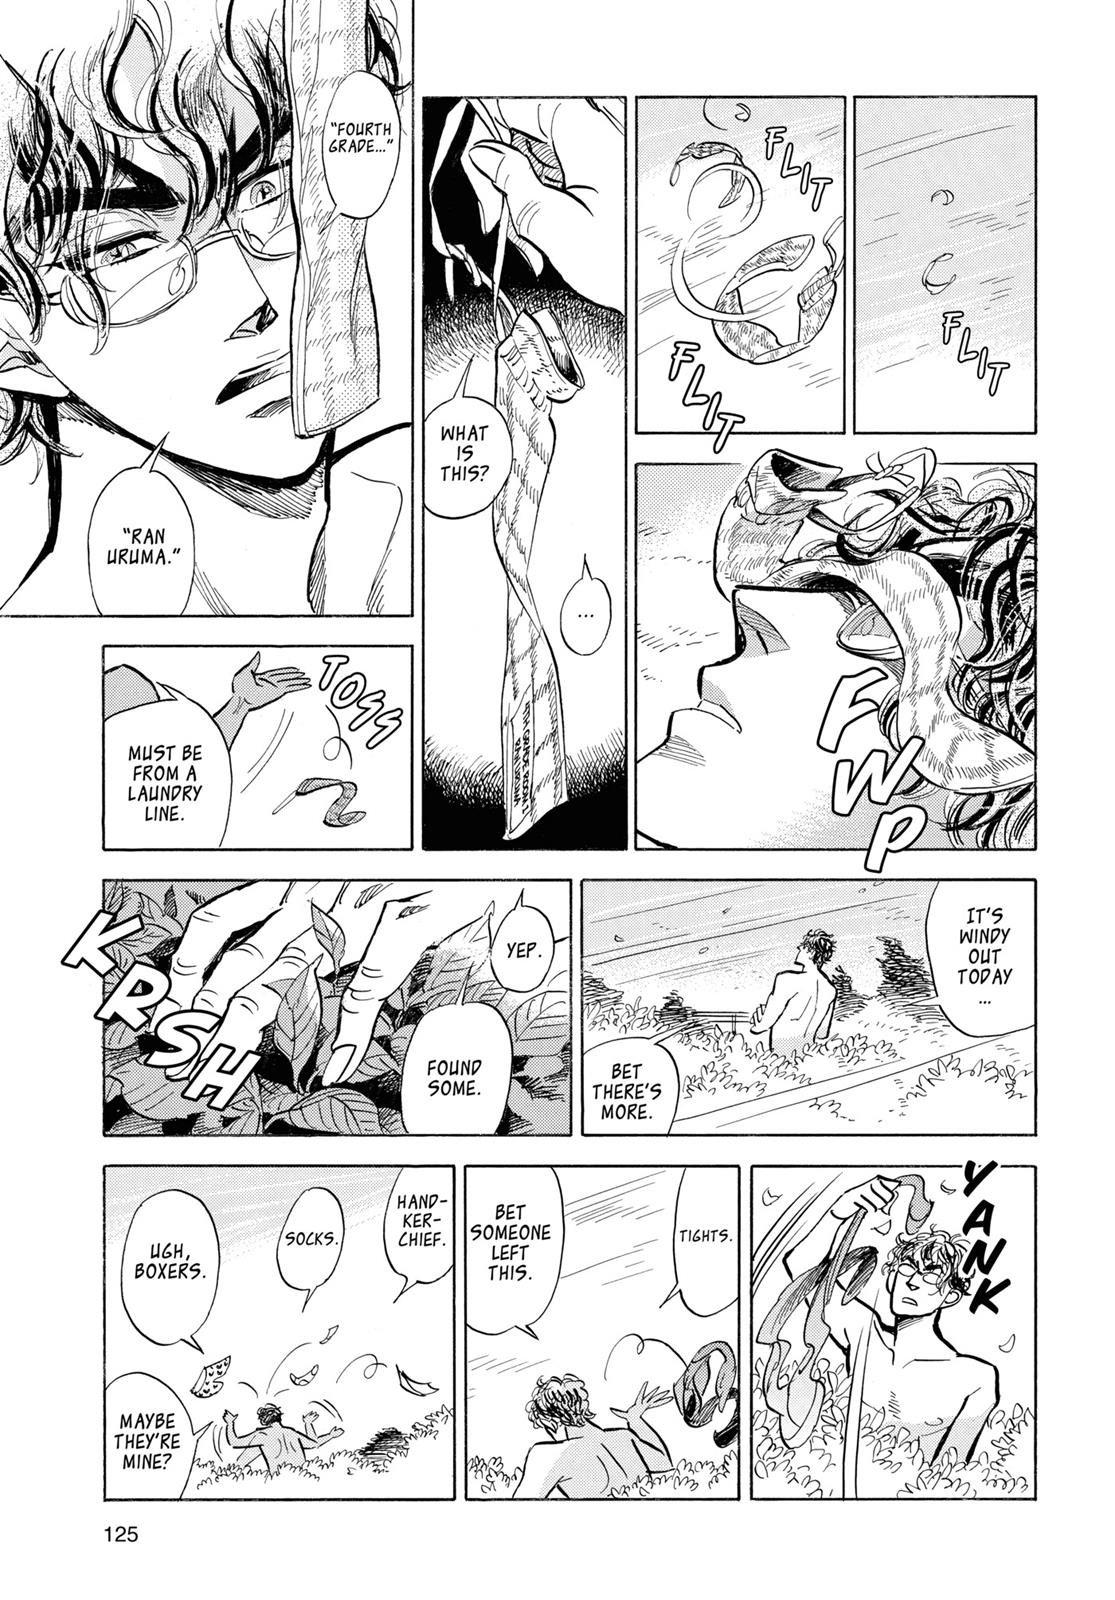 FLIT
FLIT
FLIT
FWP
WHAT
IS
THIS?
...
"FOURTH
GRADE..."
"RAN
URUMA."
TOSS
MUST BE
FROM A
LAUNDRY
LINE.
IT'S
WINDY
OUT
TODAY
...
BET
THERE'S
MORE.
YEP.
FOUND
SOME.
KRSH
YANK
TIGHTS.
BET
SOMEONE
LEFT
THIS.
HAND-
KER-
CHIEF.
SOCKS.
UGH,
BOXERS.
MAYBE
THEY'RE
MINE?
125